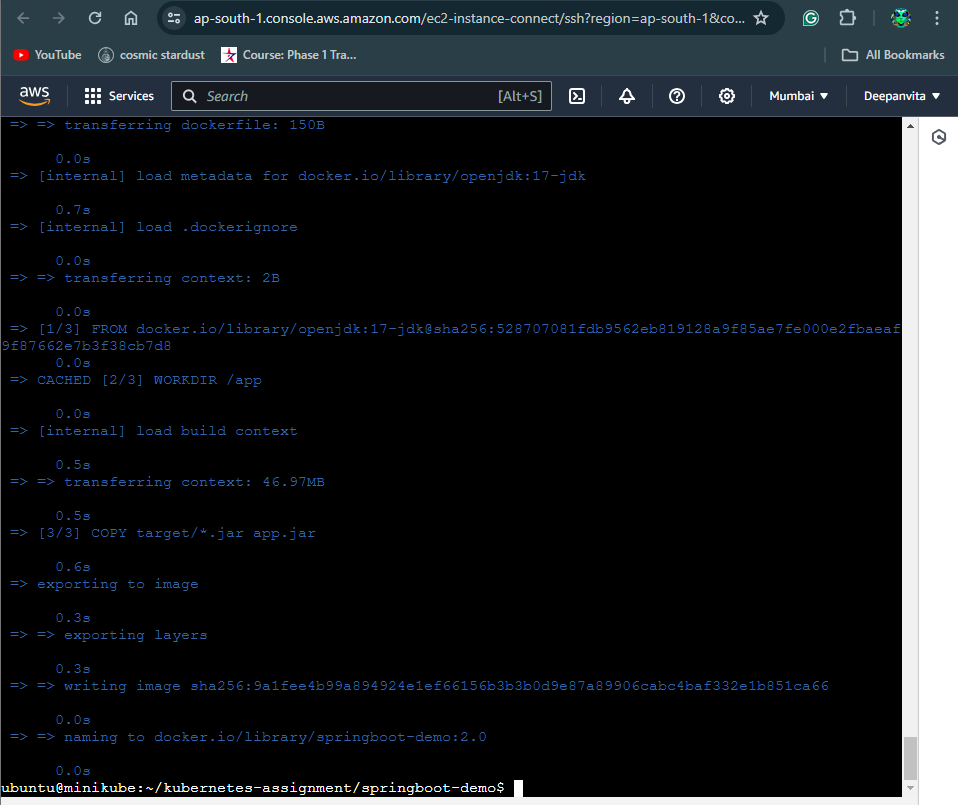 ap-south-1.console.aws.amazon.com/ec2-instance-connect/ssh?region=ap-south-1&co...
YouTube cosmic stardust Course: Phase 1 Tra... All Bookmarks
aws Services Search [Alt+S] Mumbai Deepanvita
=> => transferring dockerfile: 150B
0.0s
=> [internal] load metadata for docker.io/library/openjdk:17-jdk
0.7s
=> [internal] load .dockerignore
0.0s
=> => transferring context: 2B
0.0s
=> [1/3] FROM docker.io/library/openjdk:17-jdk@sha256:528707081fdb9562eb819128a9f85ae7fe000e2fbaeaf
9f87662e7b3f38cb7d8
0.0s
=> CACHED [2/3] WORKDIR /app
0.0s
=> [internal] load build context
0.5s
=> => transferring context: 46.97MB
0.5s
=> [3/3] COPY target/*.jar app.jar
0.6s
=> exporting to image
0.3s
=> => exporting layers
0.3s
=> => writing image sha256:9a1fee4b99a894924e1ef66156b3b3b0d9e87a89906cabc4baf332e1b851ca66
0.0s
=> => naming to docker.io/library/springboot-demo:2.0
0.0s
ubuntu@minikube:~/kubernetes-assignment/springboot-demo$